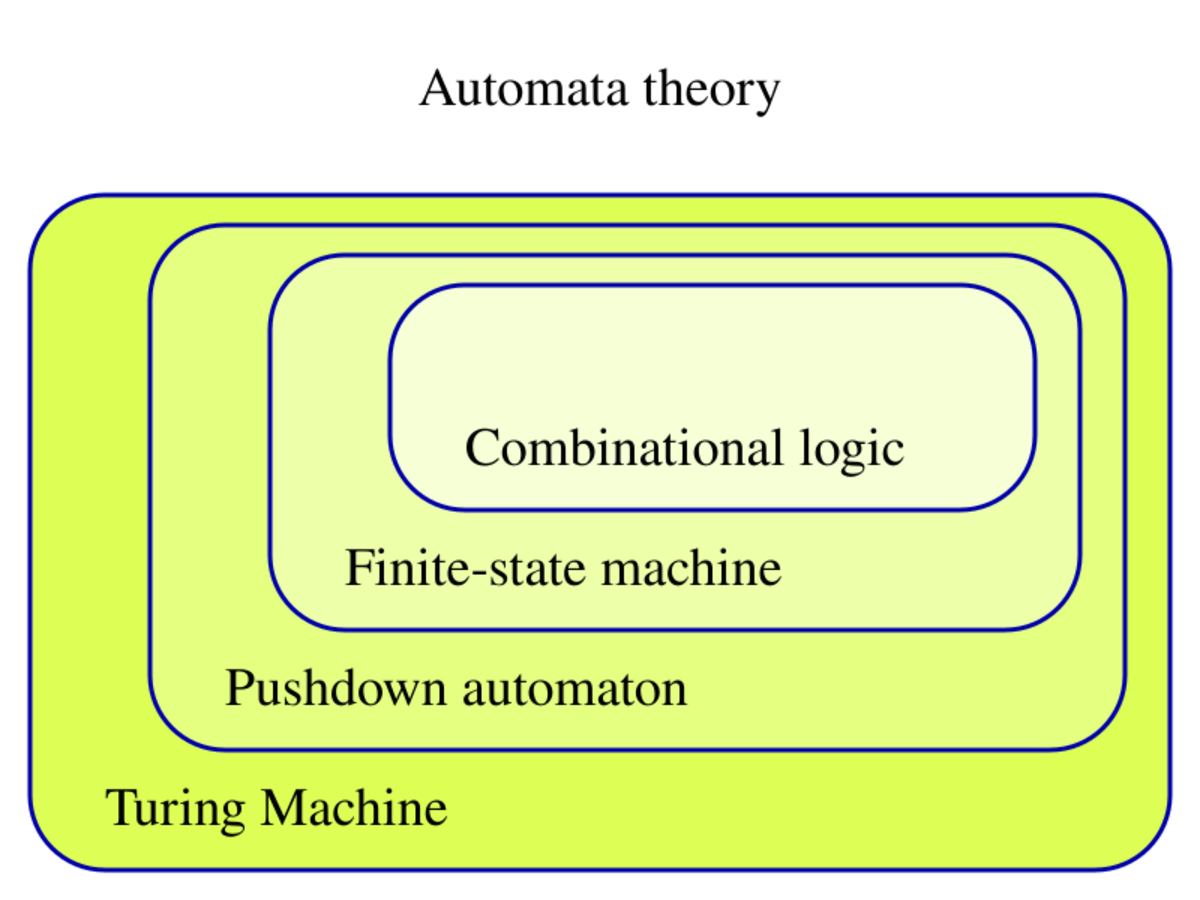 Automata theory
Combinational logic
Finite-state machine
Pushdown automaton
Turing Machine